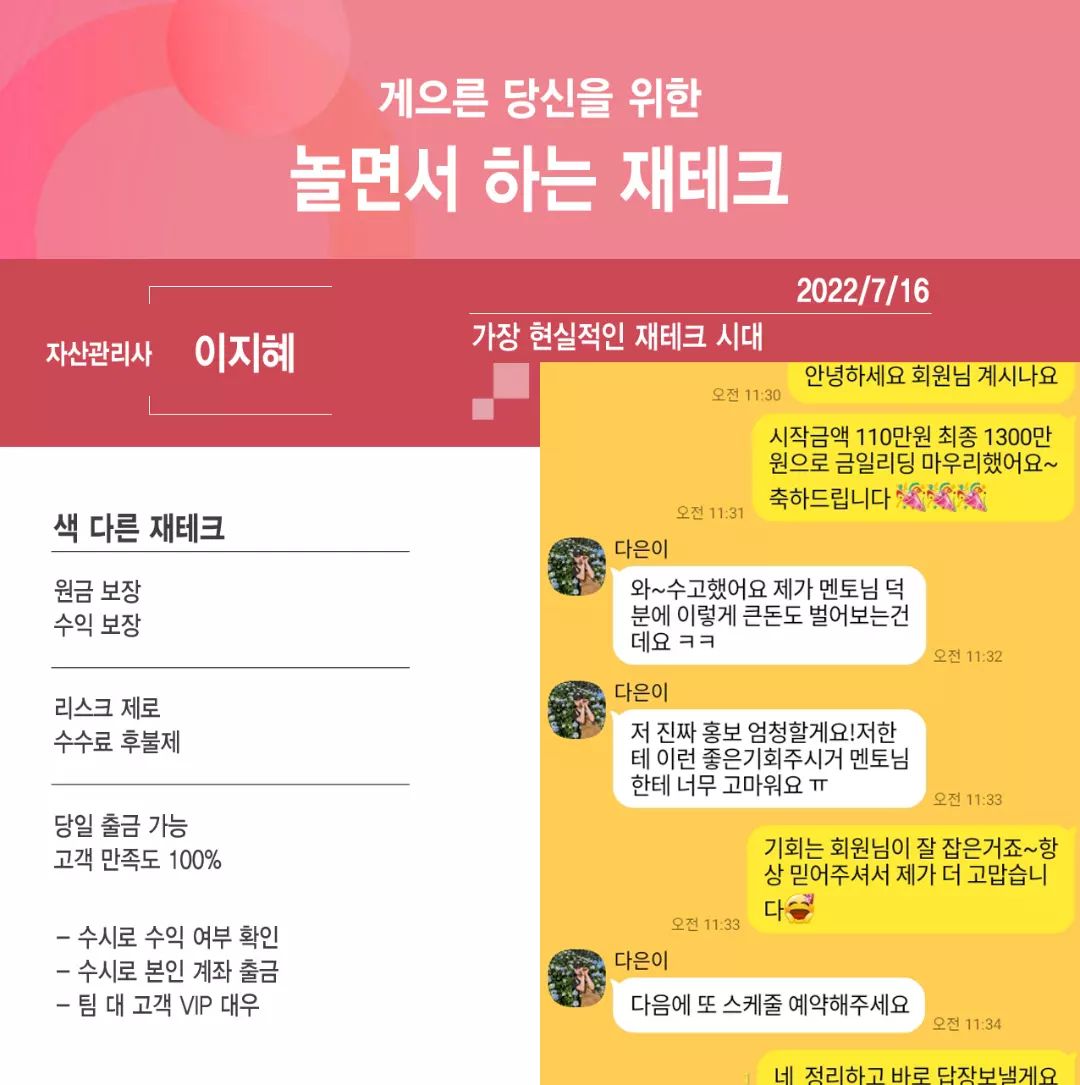 게으른 당신을 위한
놀면서 하는 재테크
자산관리사
이지혜
2022/7/16
가장 현실적인 재테크 시대
색 다른 재테크
원금 보장
수익 보장
리스크 제로
수수료 후불제
당일 출금 가능
고객 만족도 100%
– 수시로 수익 여부 확인
– 수시로 본인 계좌 출금
– 팀 대 고객 VIP 대우
안녕하세요 회원님 계시나요
오전 11:30
시작금액 110만원 최종 1300만
원으로 금일리딩 마우리했어요~
축하드립니다 🎉🎉🎉
오전 11:31
다은이
와~수고했어요 제가 멘토님 덕
분에 이렇게 큰돈도 벌어보는건
데요 ㅋㅋ
오전 11:32
다은이
저 진짜 홍보 엄청할게요!저한
테 이런 좋은기회주시거 멘토님
한테 너무 고마워요 ㅠ
오전 11:33
기회는 회원님이 잘 잡은거죠~항
상 믿어주셔서 제가 더 고맙습니
다🥰
오전 11:33
다은이
다음에 또 스케줄 예약해주세요
오전 11:34
1
네 정리하고 바로 답장보낼게요